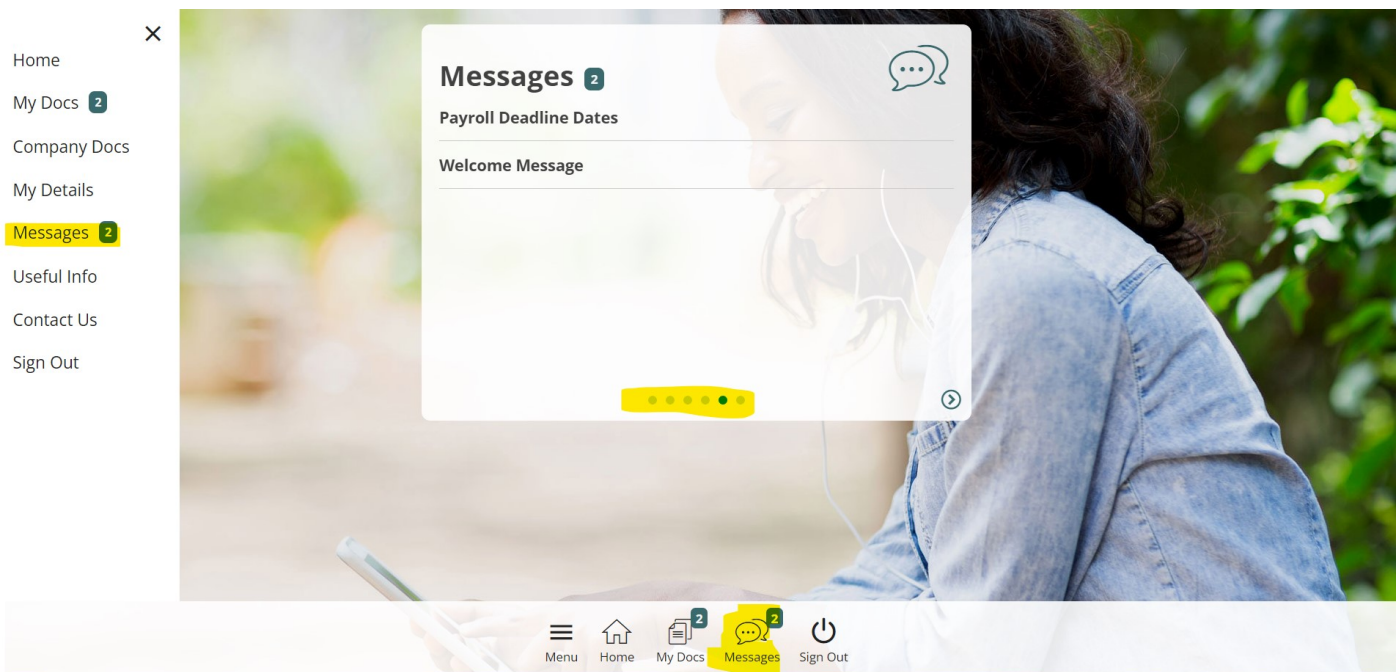 Home
My Docs 2
Company Docs
My Details
Messages 2
Useful Info
Contact Us
Sign Out
Messages 2
Payroll Deadline Dates
Welcome Message
Menu
Home
2
My Docs
2
Messages
Sign Out